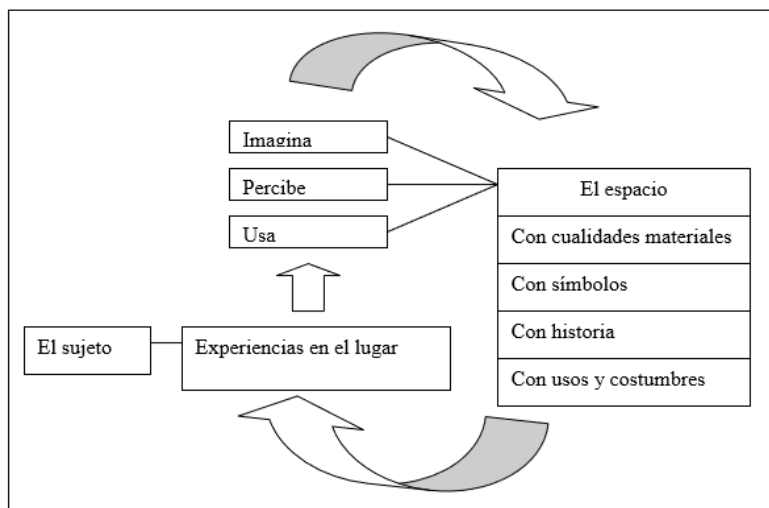 Imagina
Percibe
Usa
El espacio
Con cualidades materiales
Con símbolos
Con historia
Con usos y costumbres
El sujeto
Experiencias en el lugar